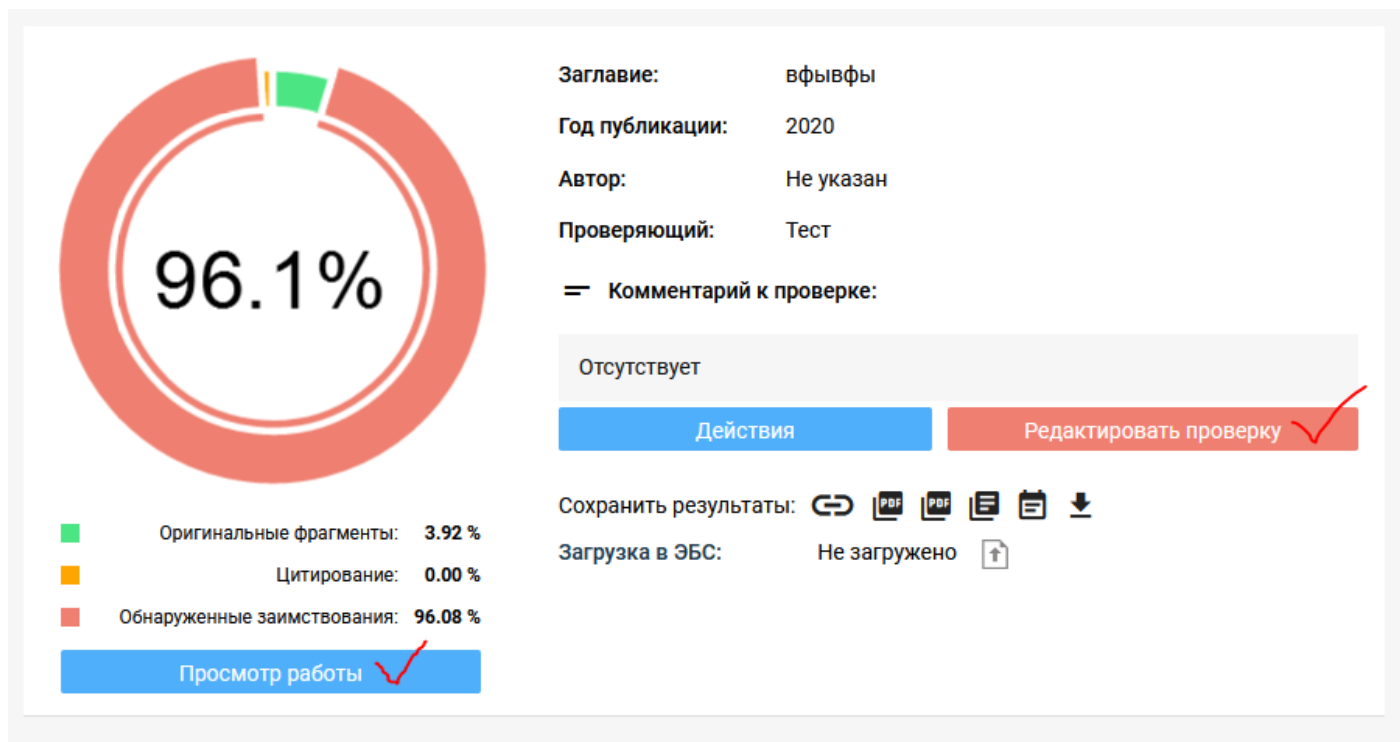 96.1%
Оригинальные фрагменты: 3.92 %
Цитирование: 0.00 %
Обнаруженные заимствования: 96.08 %
Просмотр работы
Заглавие: вфывфы
Год публикации: 2020
Автор: Не указан
Проверяющий: Тест
Комментарий к проверке:
Отсутствует
Действия
Редактировать проверку
Сохранить результаты: PDF PDF
Загрузка в ЭБС: Не загружено